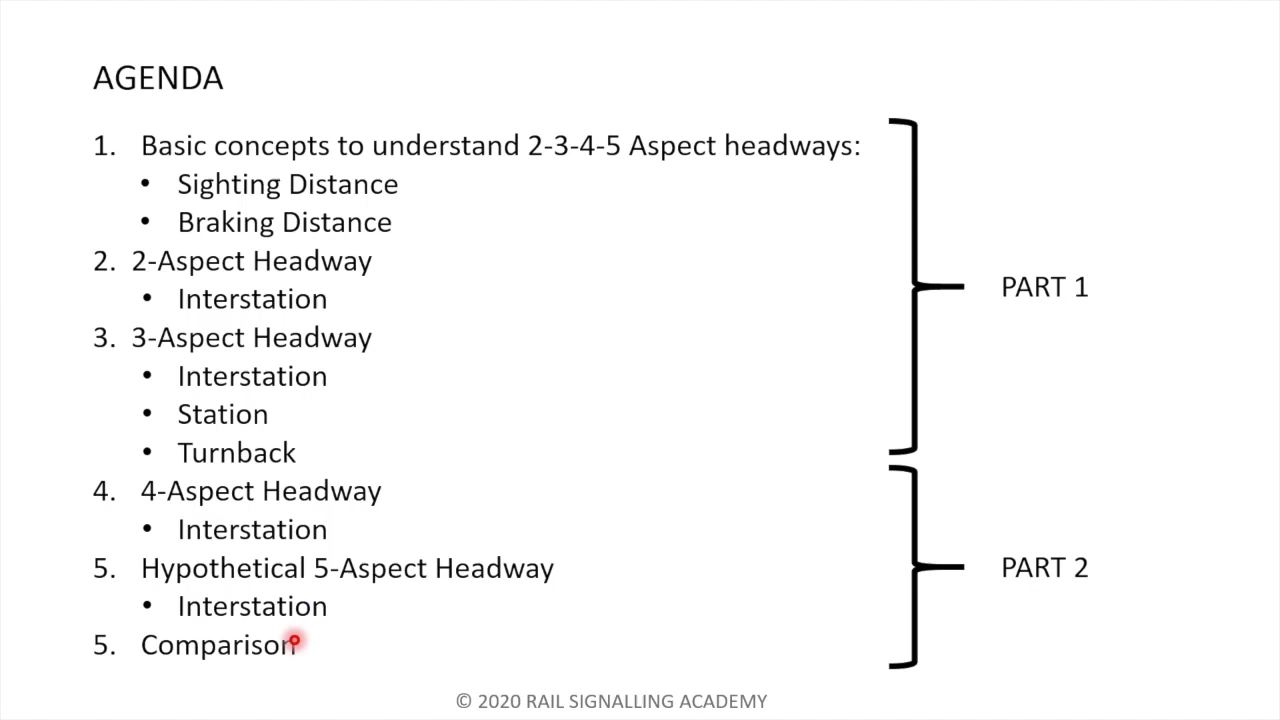 AGENDA
1. Basic concepts to understand 2-3-4-5 Aspect headways:
• Sighting Distance
• Braking Distance
2. 2-Aspect Headway
• Interstation
3. 3-Aspect Headway
• Interstation
• Station
• Turnback
PART 1
4. 4-Aspect Headway
• Interstation
5. Hypothetical 5-Aspect Headway
• Interstation
5. Comparison
PART 2
© 2020 RAIL SIGNALLING ACADEMY